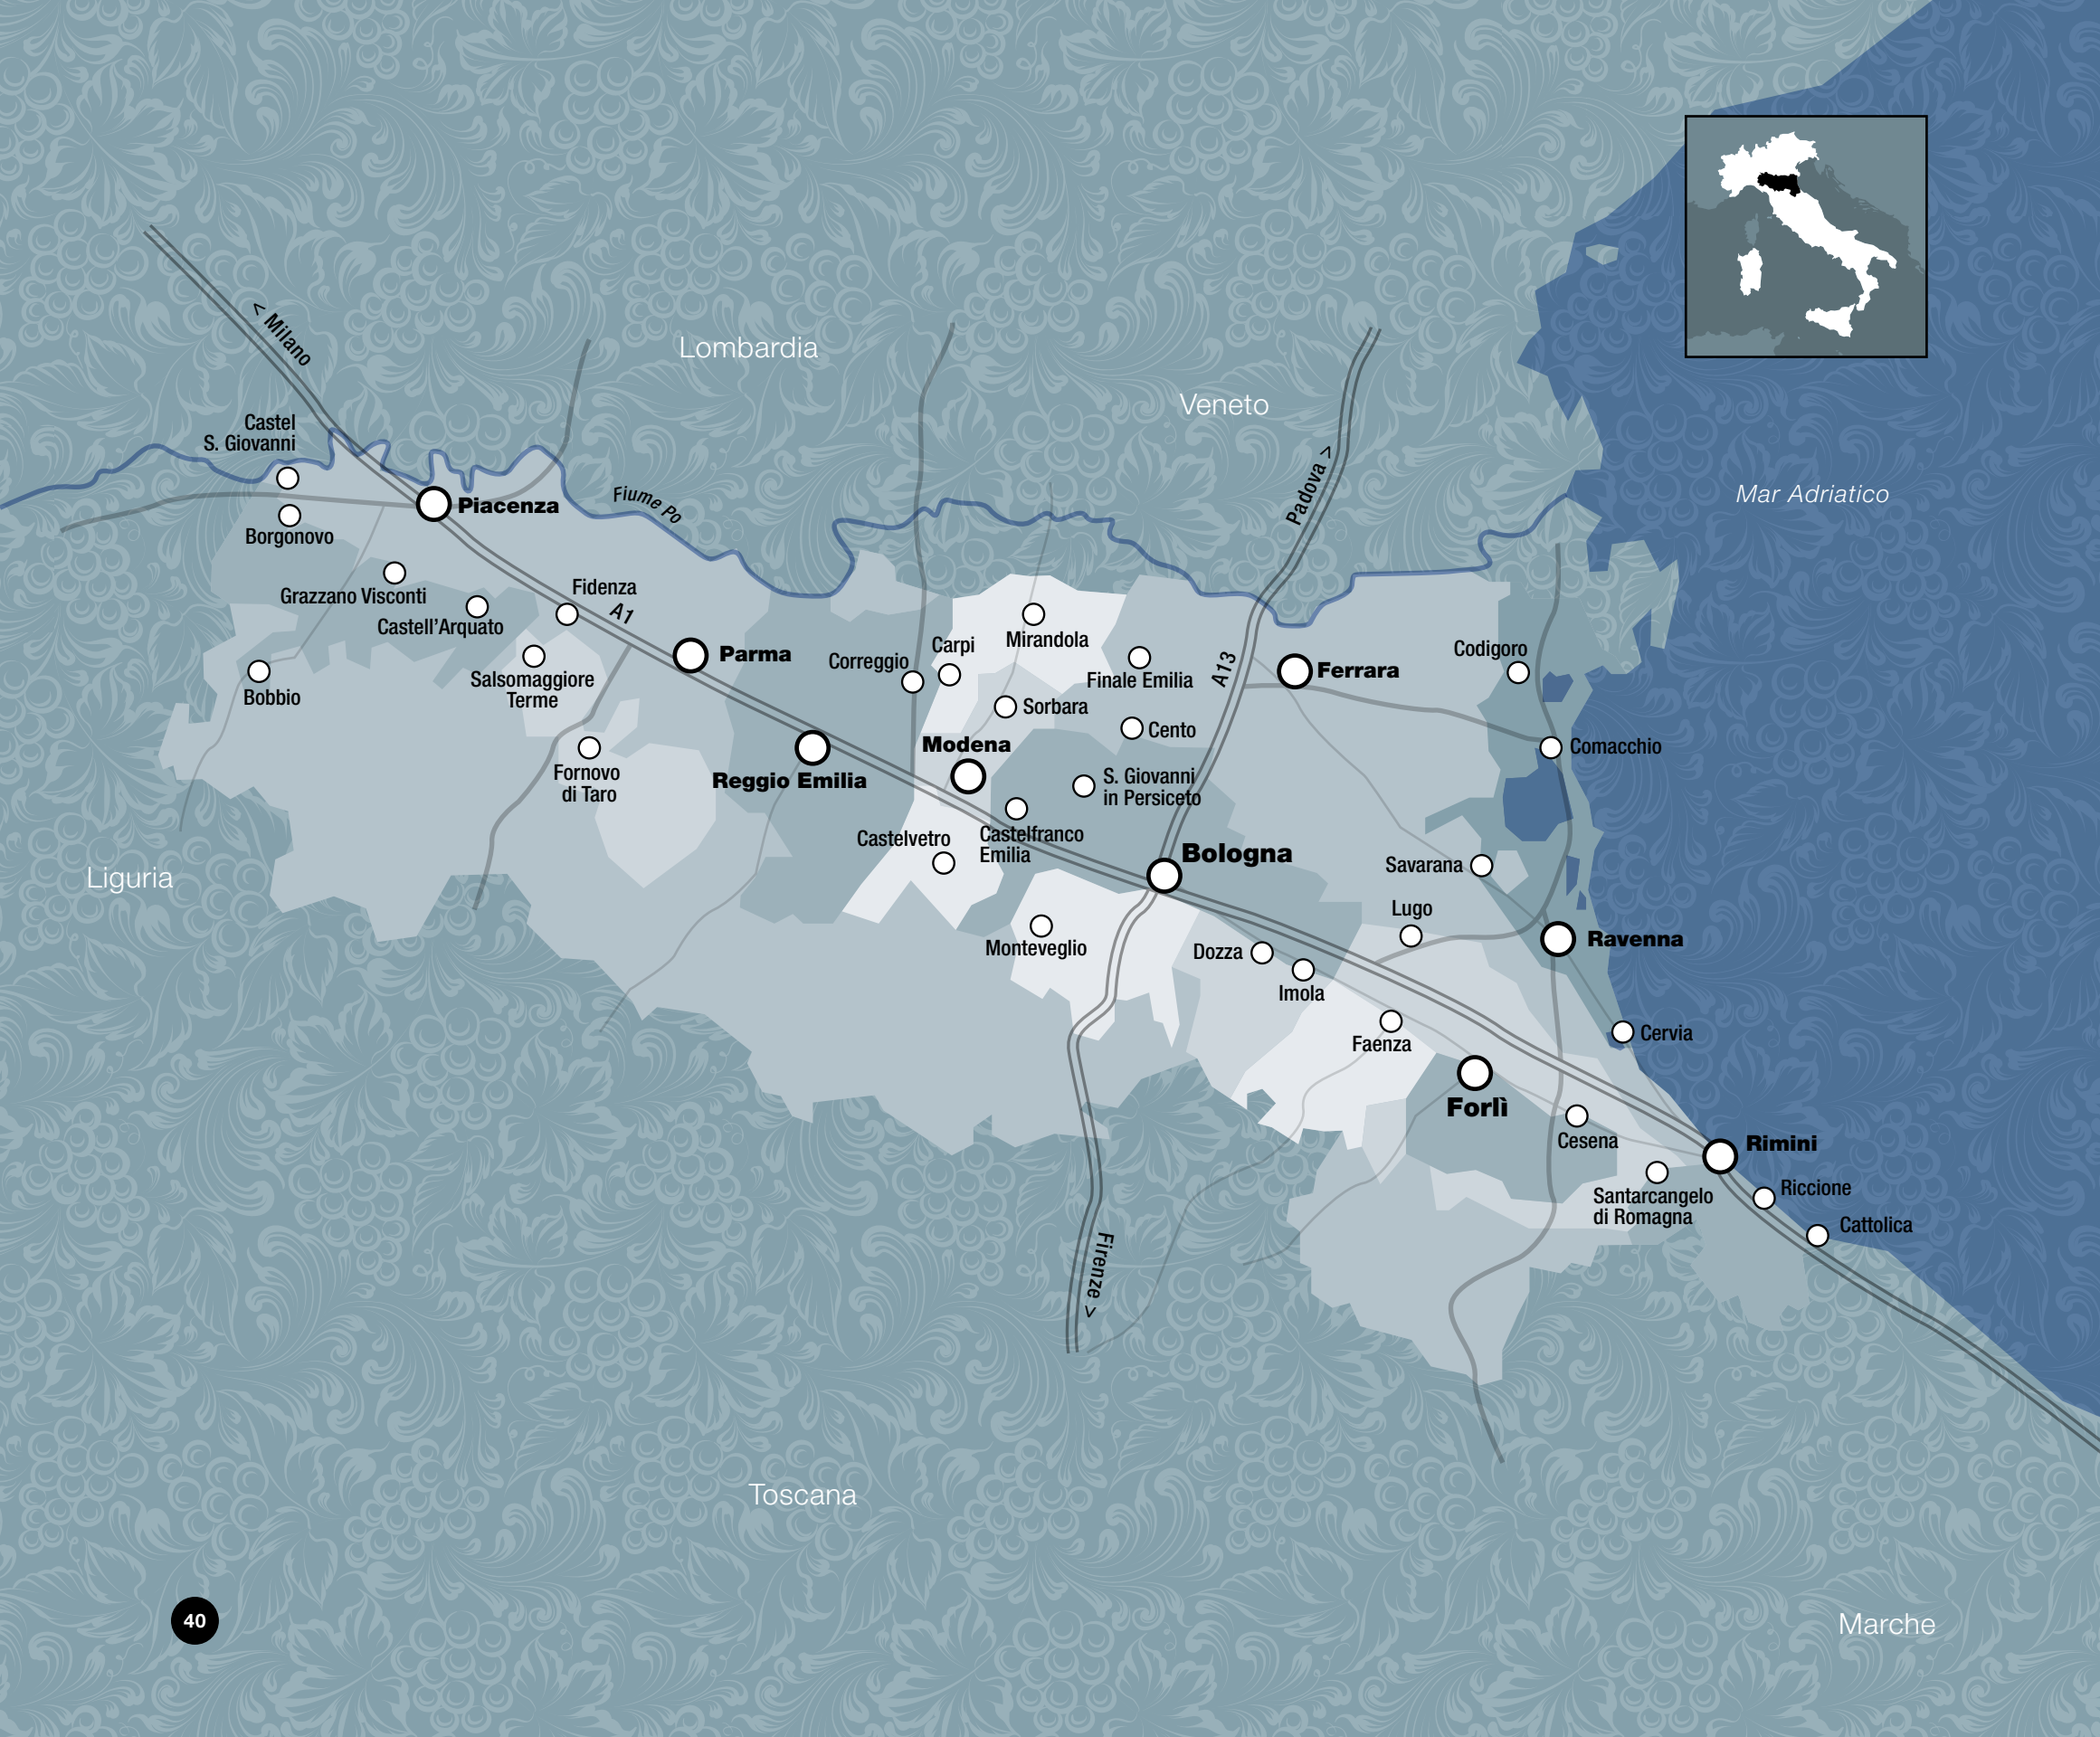 < Milano
Lombardia
Veneto
Padova >
Castel
S. Giovanni
Mar Adriatico
Piacenza
Fiume Po
Borgonovo
Fidenza
Grazzano Visconti
A1
Castell'Arquato
Mirandola
Carpi
Codigoro
Parma
Correggio
A13
Ferrara
Finale Emilia
Salsomaggiore
Terme
Bobbio
Sorbara
Cento
Modena
Comacchio
Fornovo
di Taro
Reggio Emilia
S. Giovanni
in Persiceto
Castelvetro
Castelfranco
Emilia
Bologna
Savarana
Liguria
Lugo
Ravenna
Monteveglio
Dozza
Imola
Cervia
Faenza
Forlì
Cesena
Rimini
Riccione
Santarcangelo
di Romagna
Cattolica
Firenze >
Toscana
40
Marche